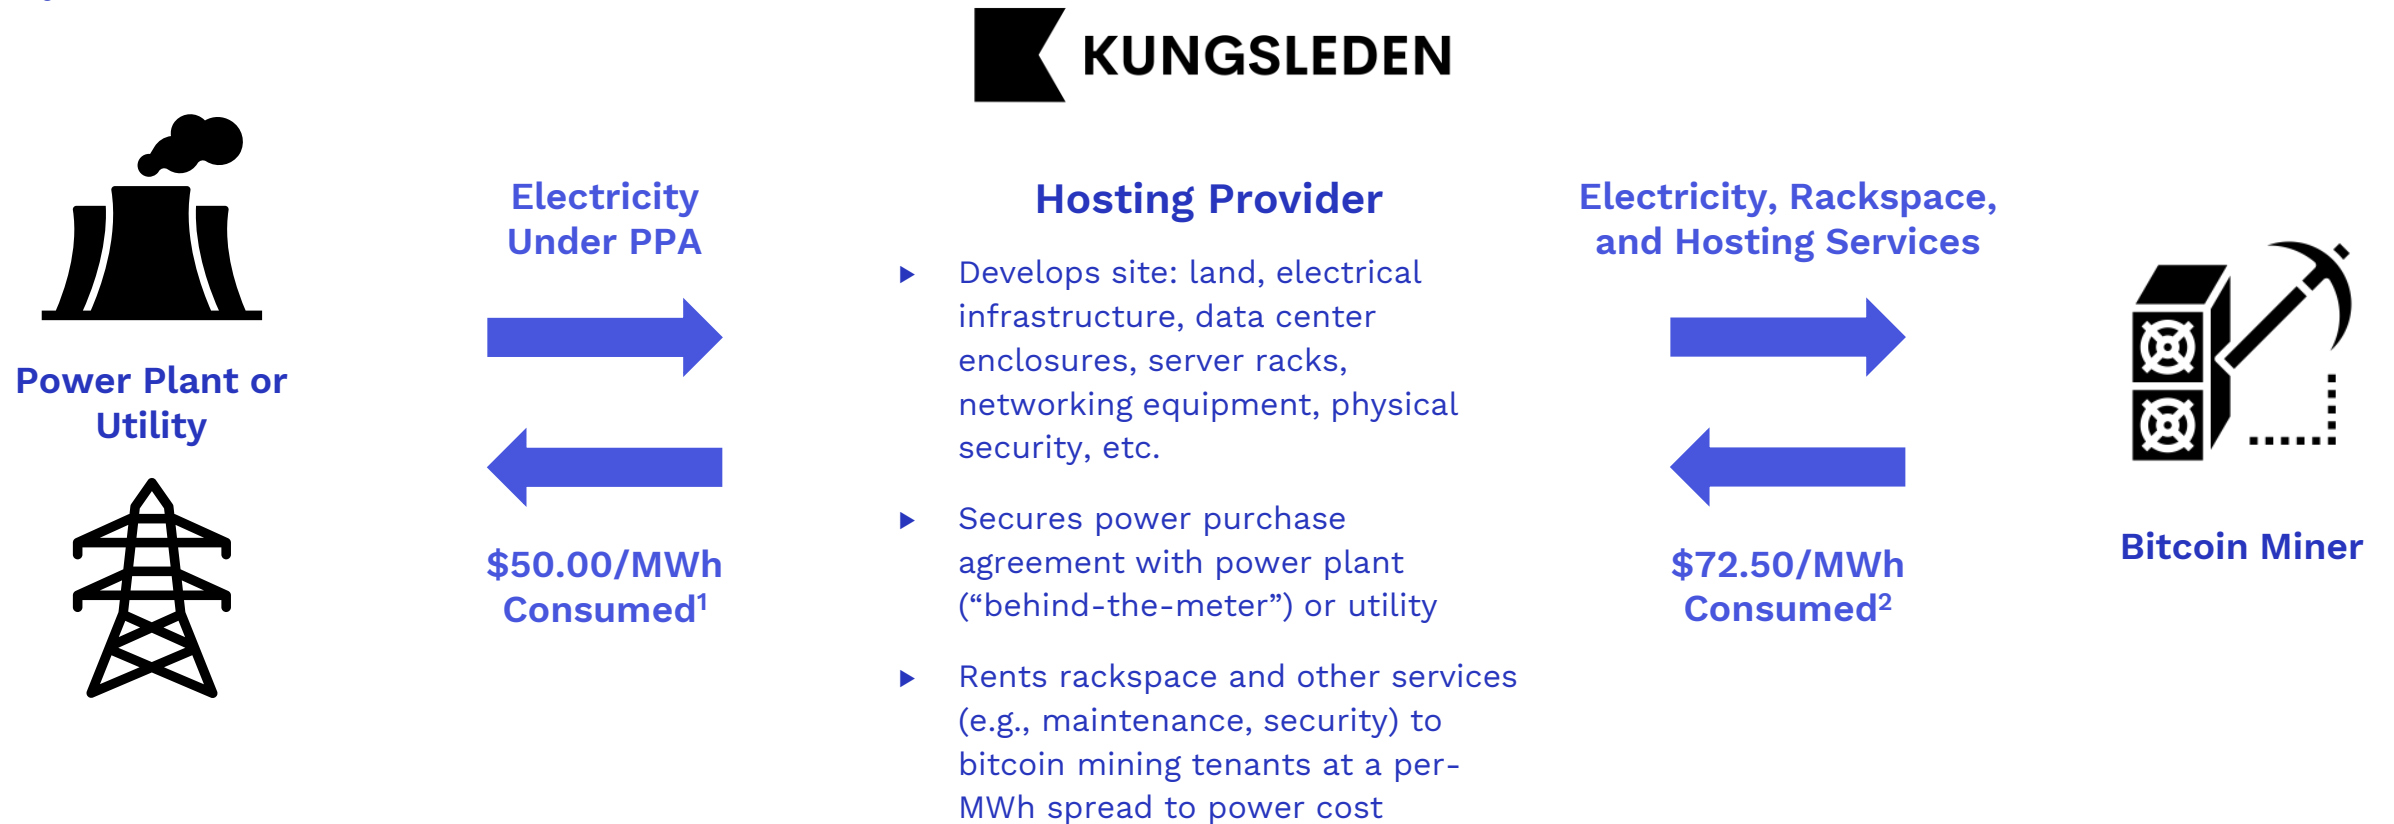 KUNGSLEDEN
Power Plant or
Utility
Electricity
Under PPA
$50.00/MWh
Consumed¹
Hosting Provider
▶ Develops site: land, electrical
infrastructure, data center
enclosures, server racks,
networking equipment, physical
security, etc.
▶ Secures power purchase
agreement with power plant
(“behind-the-meter”) or utility
▶ Rents rackspace and other services
(e.g., maintenance, security) to
bitcoin mining tenants at a per-
MWh spread to power cost
Electricity, Rackspace,
and Hosting Services
$72.50/MWh
Consumed²
Bitcoin Miner